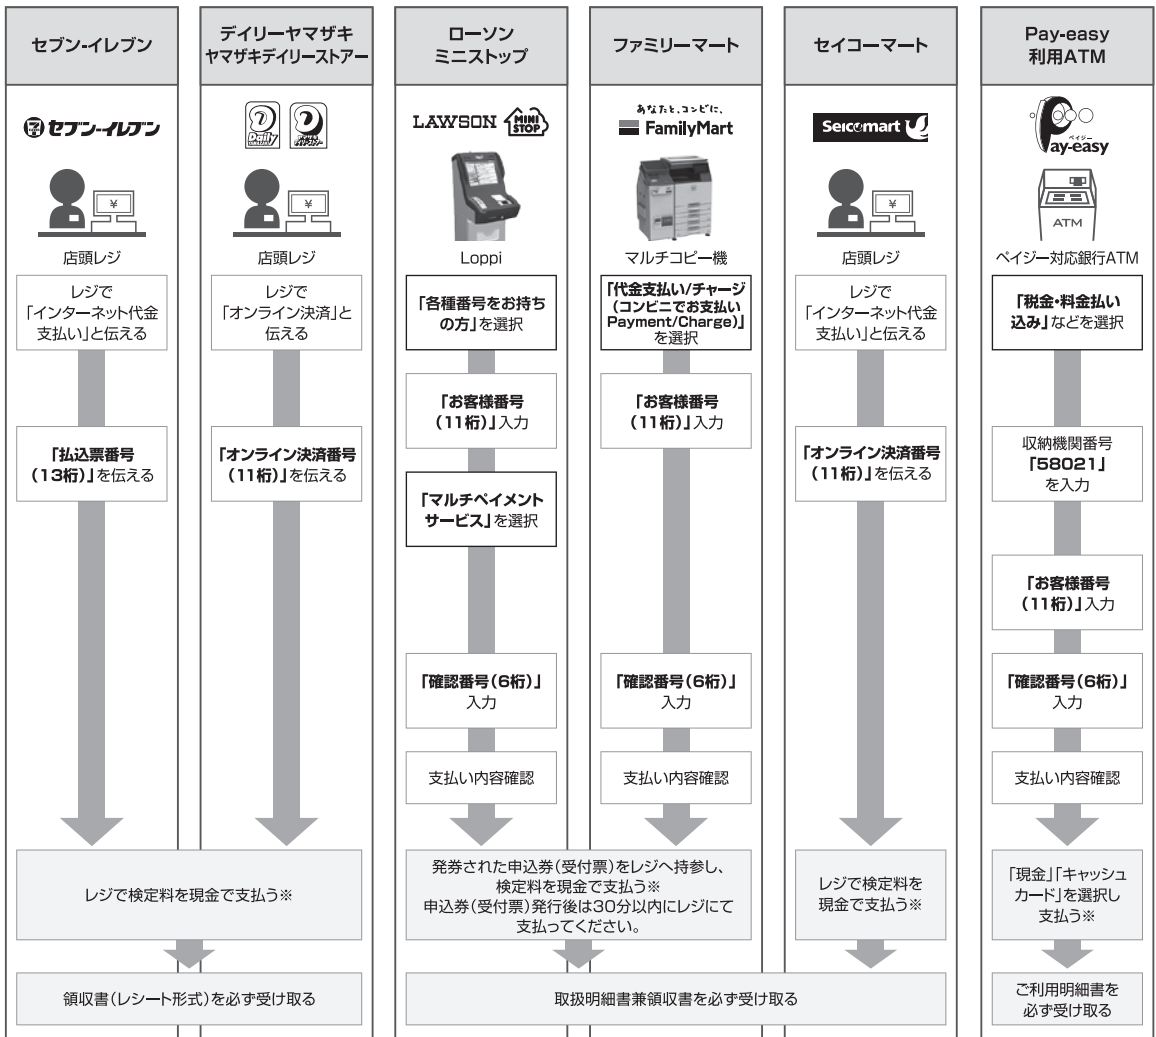 セブン-イレブン
デイリーヤマザキ
ヤマザキデイリーストアー
ローソン
ミニストップ
ファミリーマート
セイコーマート
Pay-easy
利用ATM
セブン-イレブン
Daily
LAWSON
MINI
STOP
あなたと、コンビに、
FamilyMart
Seicomart
ペイジー
Pay-easy
¥
¥
¥
ATM
店頭レジ
店頭レジ
Loppi
マルチコピー機
店頭レジ
ペイジー対応銀行ATM
レジで
「インターネット代金
支払い」と伝える
レジで
「オンライン決済」と
伝える
「各種番号をお持ち
の方」を選択
「代金支払い/チャージ
(コンビニでお支払い
Payment/Charge)」
を選択
レジで
「インターネット代金
支払い」と伝える
「税金・料金払い
込み」などを選択
「お客様番号
(11桁)」入力
「お客様番号
(11桁)」入力
「払込票番号
(13桁)」を伝える
「オンライン決済番号
(11桁)」を伝える
「オンライン決済番号
(11桁)」を伝える
収納機関番号
「58021」
を入力
「マルチペイメント
サービス」を選択
「お客様番号
(11桁)」入力
「確認番号(6桁)」
入力
「確認番号(6桁)」
入力
「確認番号(6桁)」
入力
支払い内容確認
支払い内容確認
支払い内容確認
レジで検定料を現金で支払う※
発券された申込券(受付票)をレジへ持参し、
検定料を現金で支払う※
申込券(受付票)発行後は30分以内にレジにて
支払ってください。
レジで検定料を
現金で支払う※
「現金」「キャッシュ
カード」を選択し
支払う※
領収書(レシート形式)を必ず受け取る
取扱明細書兼領収書を必ず受け取る
ご利用明細書を
必ず受け取る